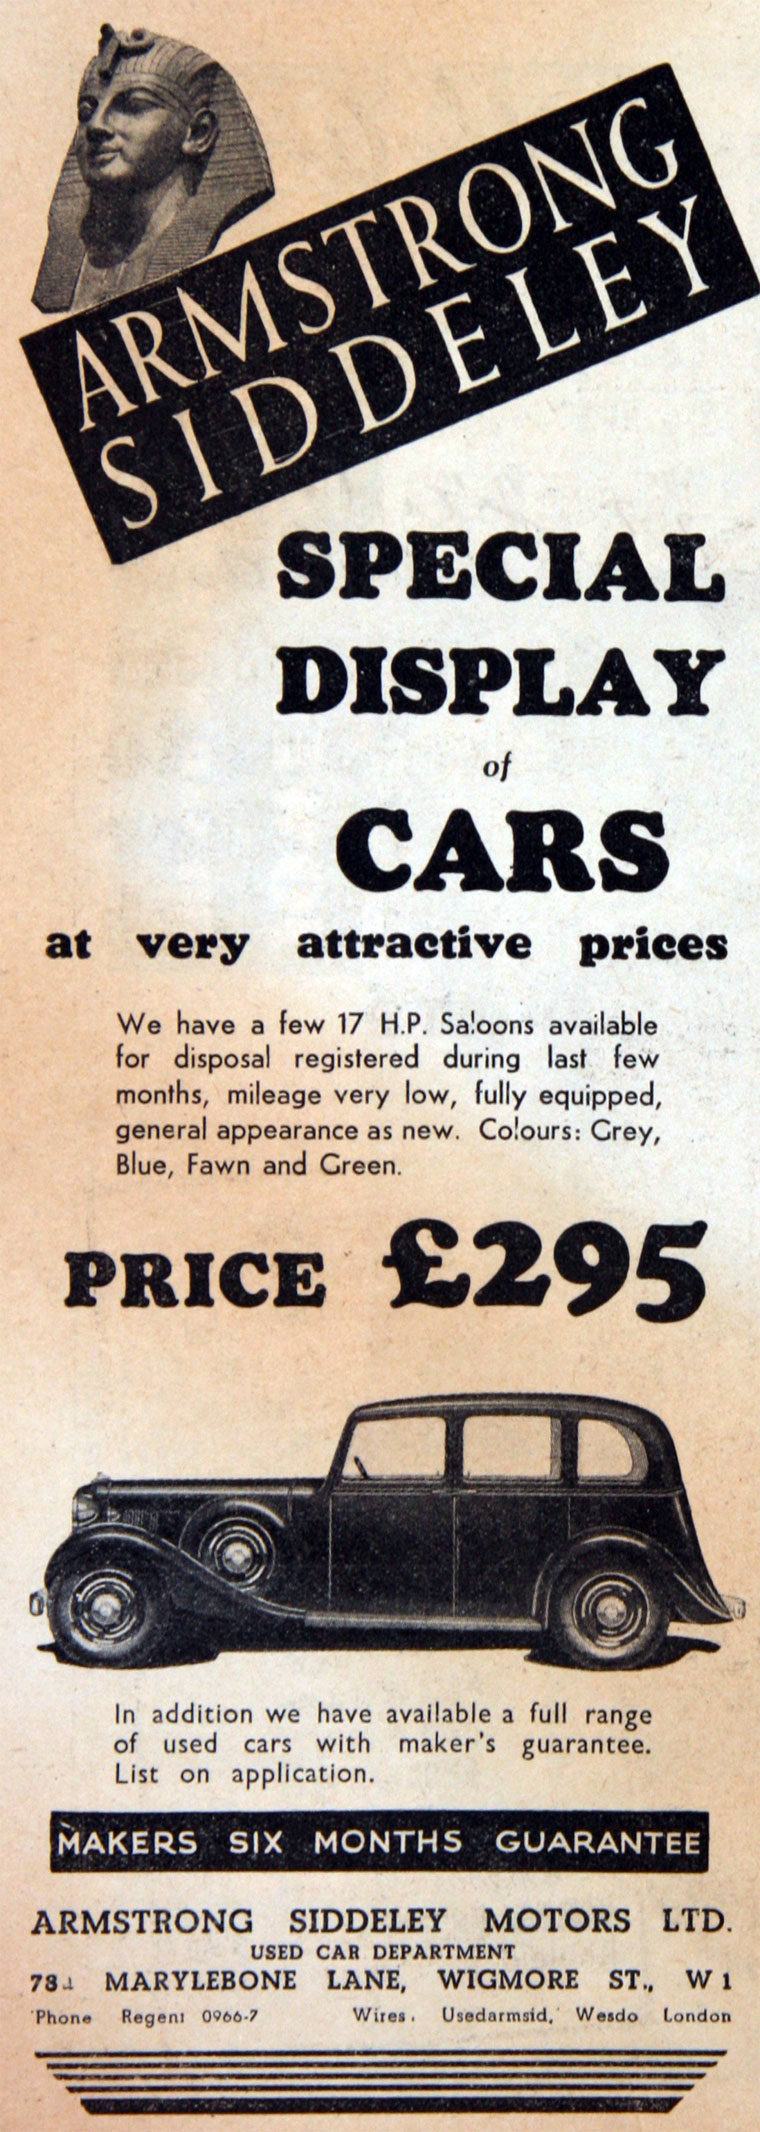 ARMSTRONG
SIDDELEY
SPECIAL
DISPLAY
of
CARS
at very attractive prices
We have a few 17 H.P. Saloons available
for disposal registered during last few
months, mileage very low, fully equipped,
general appearance as new. Colours: Grey,
Blue, Fawn and Green.
PRICE £295
In addition we have available a full range
of used cars with maker's guarantee.
List on application.
MAKERS SIX MONTHS GUARANTEE
ARMSTRONG SIDDELEY MOTORS LTD.
USED CAR DEPARTMENT
MARYLEBONE LANE, WIGMORE ST., W 1
'Phone Regent 0966-7 Wires. Usedarmsid, Wesdo London